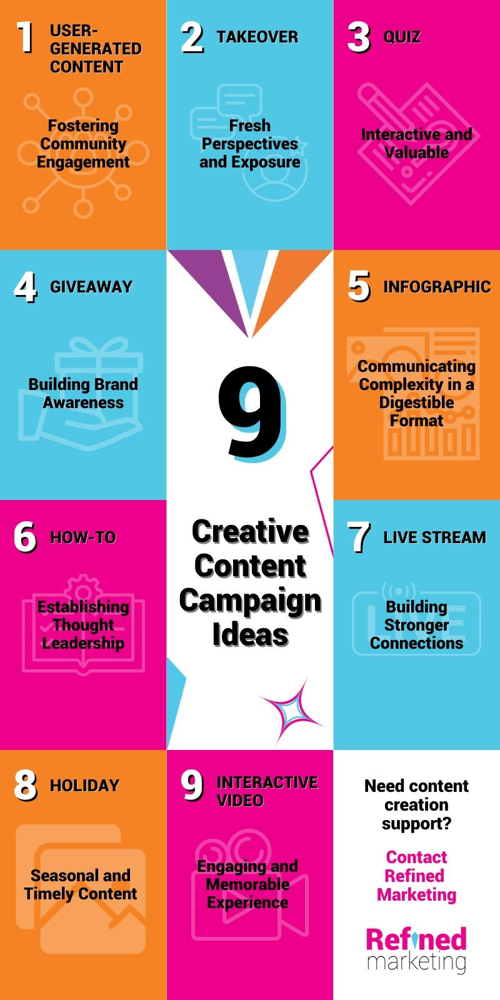 1 USER-
GENERATED
CONTENT
Fostering
Community
Engagement
2 TAKEOVER
Fresh
Perspectives
and Exposure
3 QUIZ
Interactive and
Valuable
4 GIVEAWAY
Building Brand
Awareness
9
Creative
Content
Campaign
Ideas
5 INFOGRAPHIC
Communicating
Complexity in a
Digestible
Format
6 HOW-TO
Establishing
Thought
Leadership
7 LIVE STREAM
LIVE
Building
Stronger
Connections
8 HOLIDAY
Seasonal and
Timely Content
9 INTERACTIVE
VIDEO
Engaging and
Memorable
Experience
Need content
creation
support?
Contact
Refined
Marketing
Refined
marketing